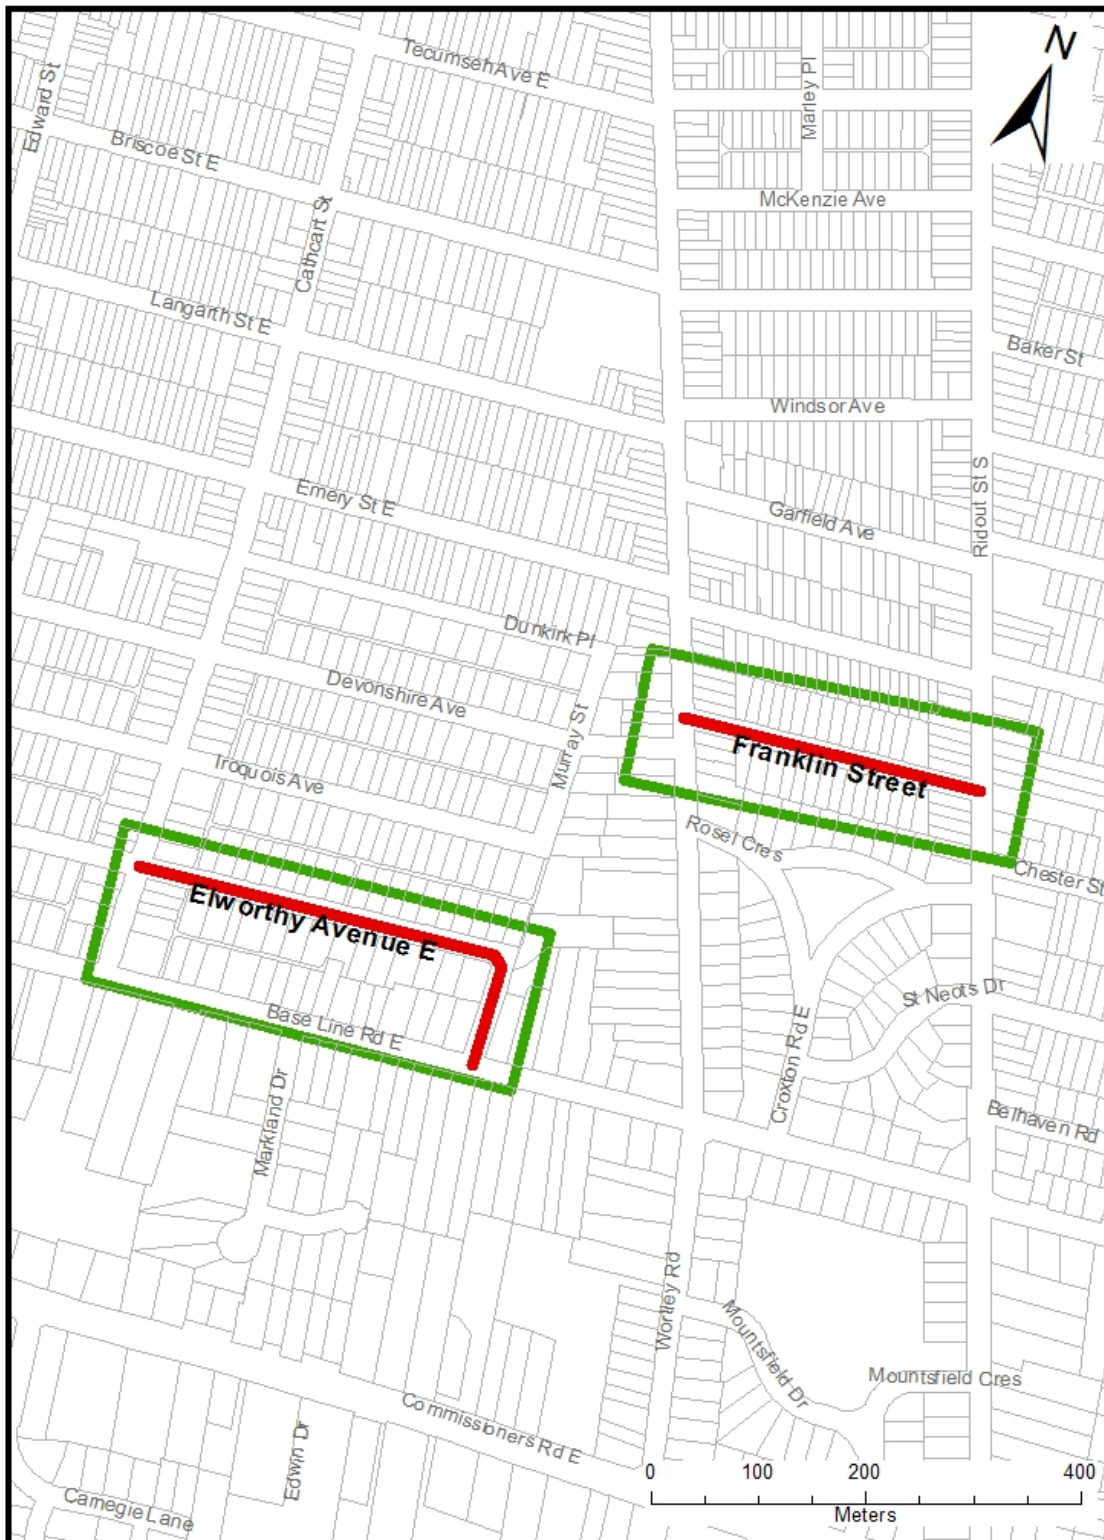 N
Tecumseh Ave E
Marley Pl
Edward St
Briscoe St E
McKenzie Ave
Cathcart St
Langarth St E
Baker St
Windsor Ave
Emery St E
Ridout St S
Garfield Ave
Dunkirk Pl
Devonshire Ave
Murray St
Franklin Street
Iroquois Ave
Rosel Cres
Chester St
Elworthy Avenue E
St Neots Dr
Base Line Rd E
Croxton Rd E
Markland Dr
Belhaven Rd
Wortley Rd
Mountsfield Dr
Mountsfield Cres
Commissioners Rd E
Edwin Dr
Carnegie Lane
0 100 200 400
Meters